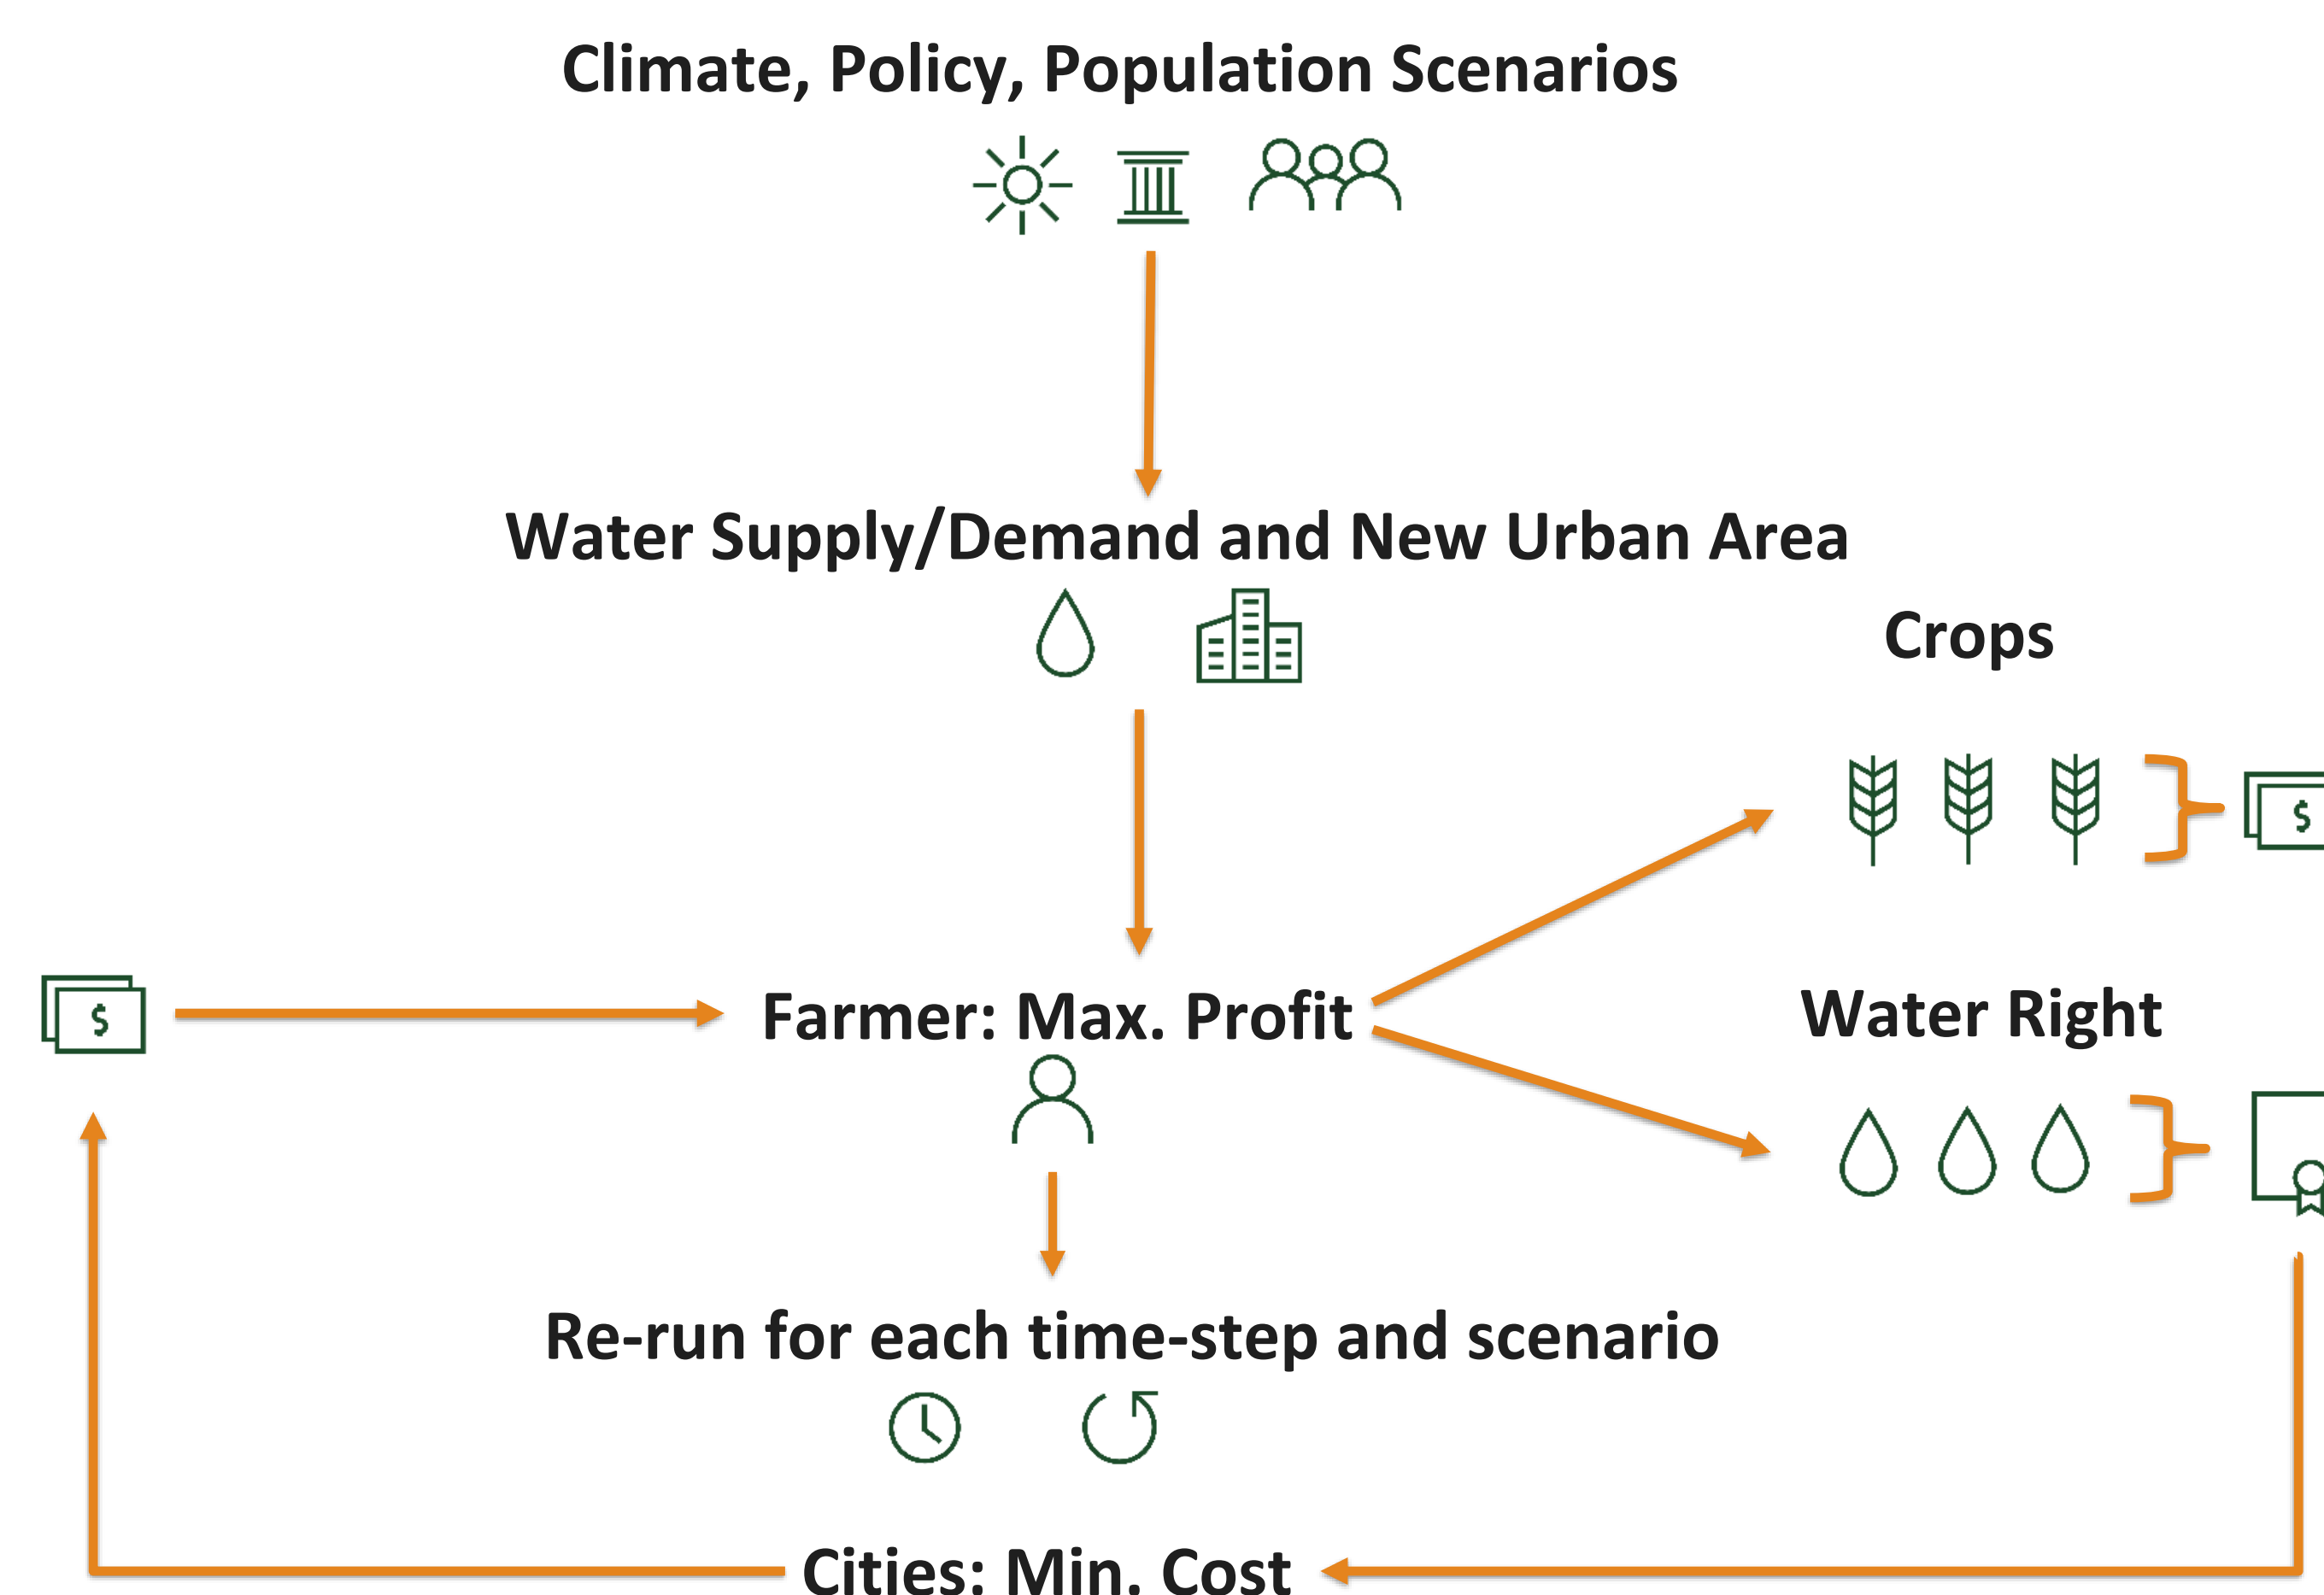 Climate, Policy, Population Scenarios
Water Supply/Demand and New Urban Area
Crops
$
$
Farmer: Max. Profit
Water Right
Re-run for each time-step and scenario
Cities: Min. Cost